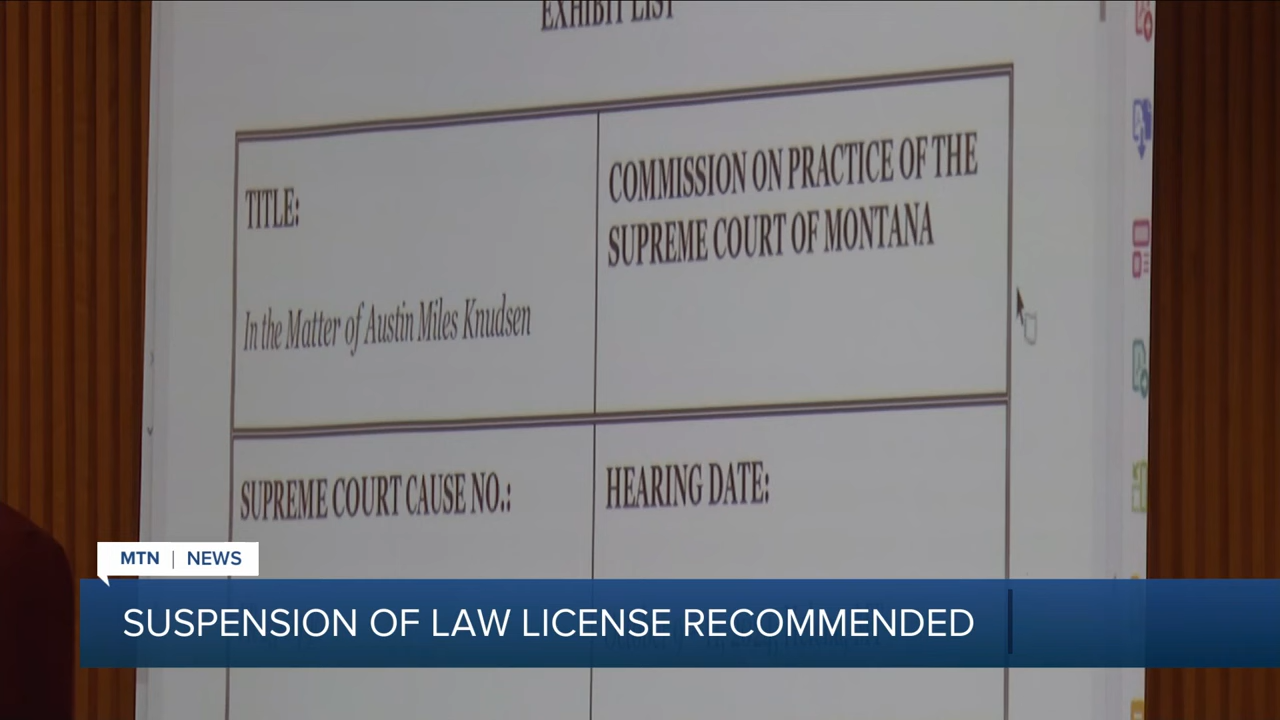 EXHIBIT LIST
TITLE:
In the Matter of Austin Miles Knudsen
COMMISSION ON PRACTICE OF THE
SUPREME COURT OF MONTANA
SUPREME COURT CAUSE NO.:
HEARING DATE:
MTN | NEWS
SUSPENSION OF LAW LICENSE RECOMMENDED